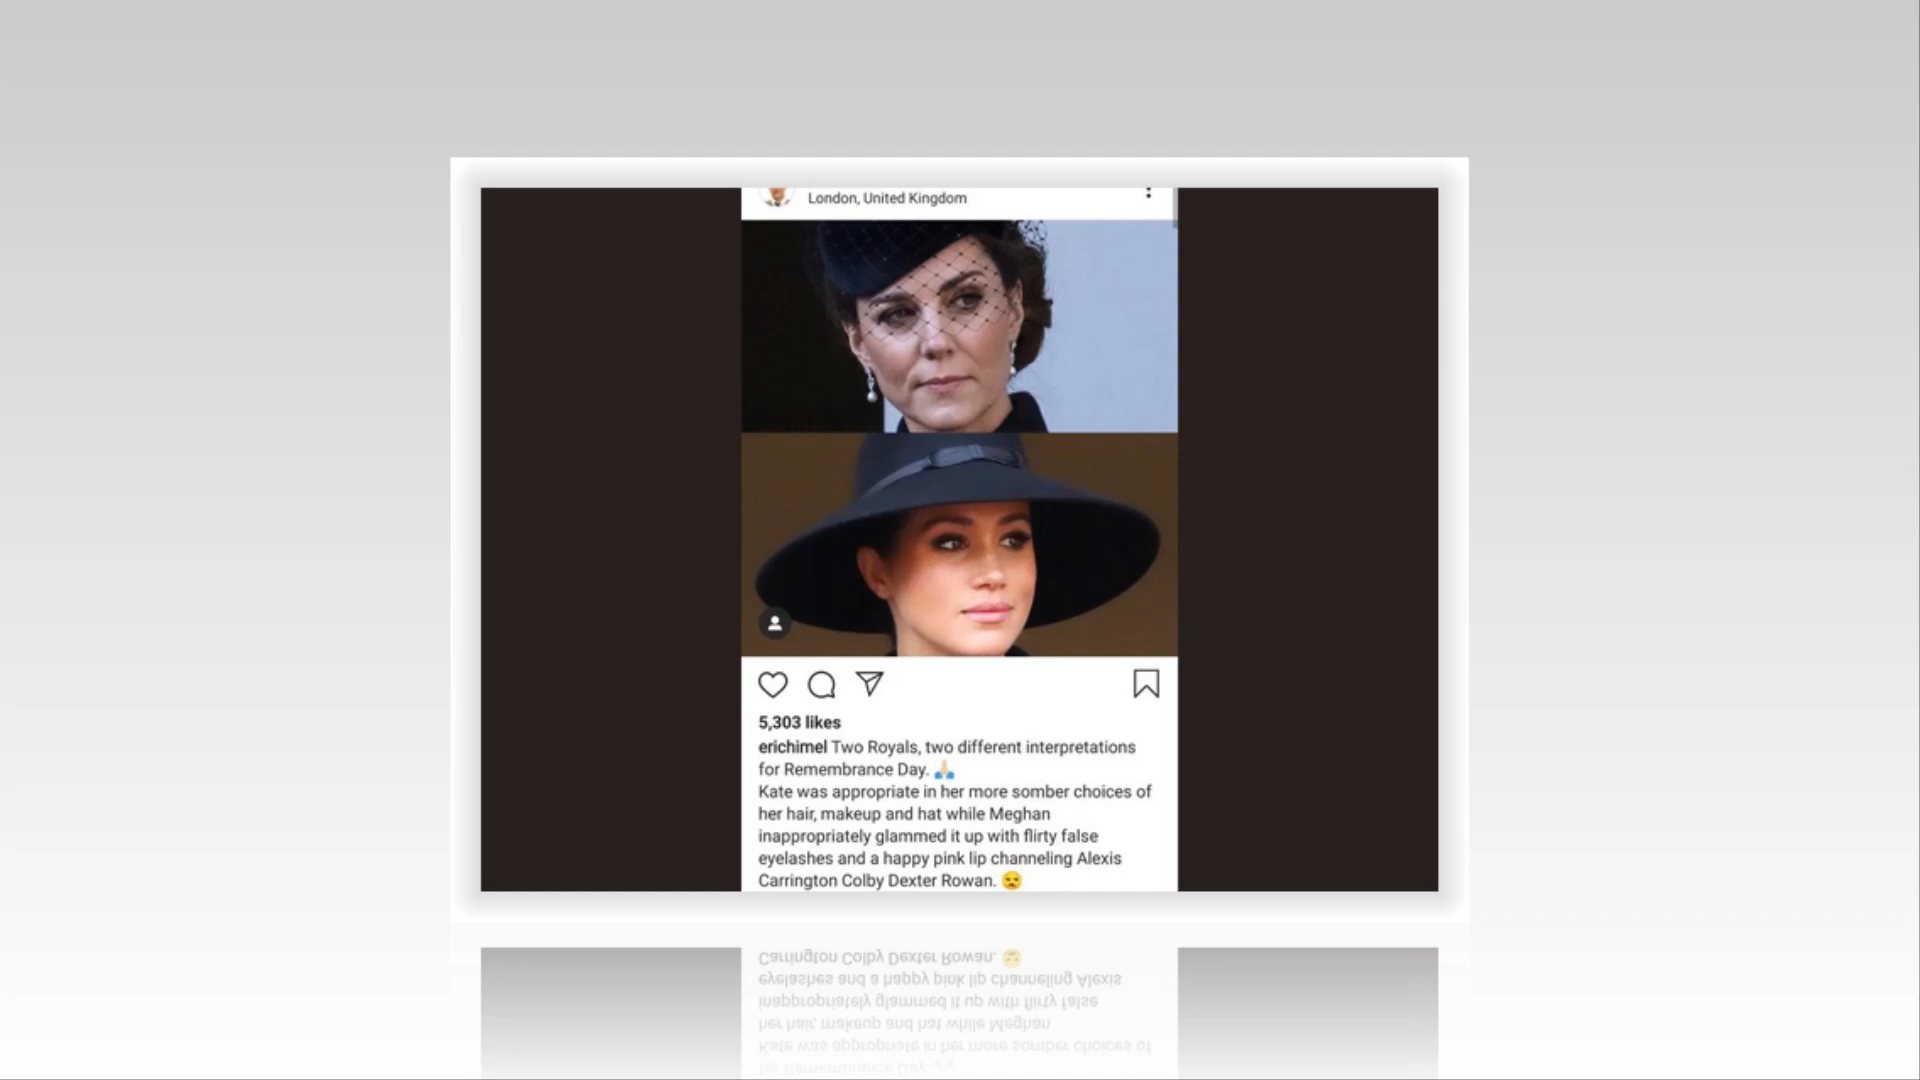 London, United Kingdom
5,303 likes
erichimel Two Royals, two different interpretations
for Remembrance Day. 🙏
Kate was appropriate in her more somber choices of
her hair, makeup and hat while Meghan
inappropriately glammed it up with flirty false
eyelashes and a happy pink lip channeling Alexis
Carrington Colby Dexter Rowan. 😒